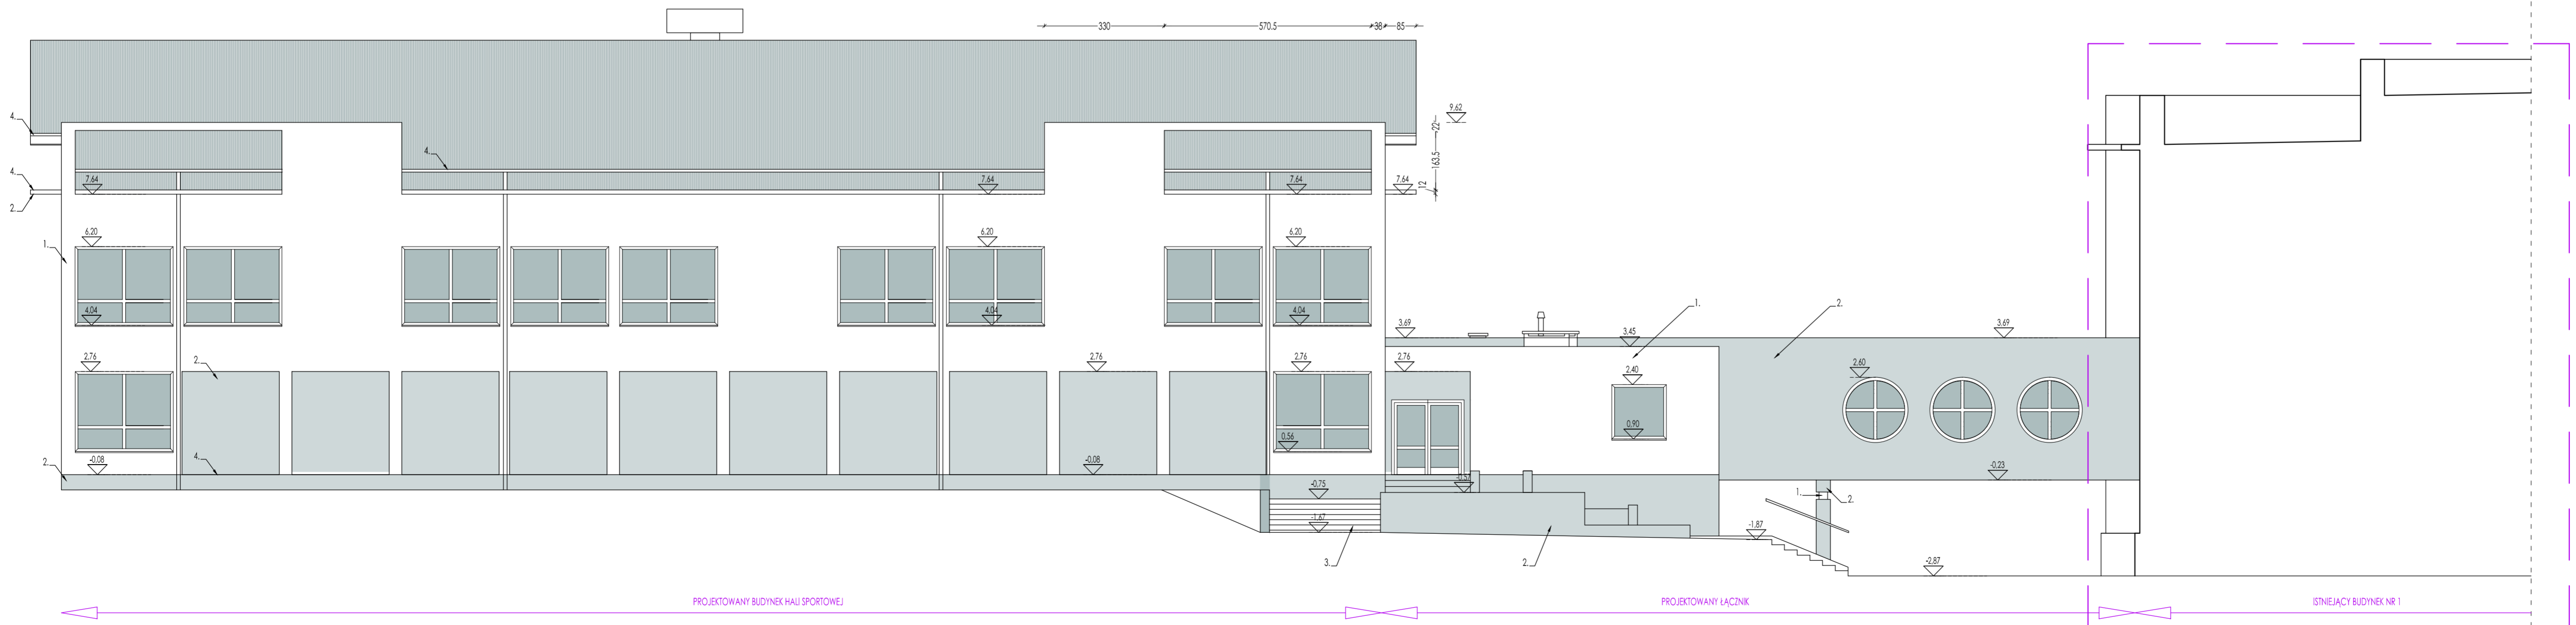 330 570.5 38 85
9.62
22
163.5
12
4.
4.
4.
2.
7.64 7.64 7.64 7.64
1.
6.20 6.20 6.20
4.04 4.04 4.04
1. 2.
3.69 3.45 3.69
2.
2.76 2.76 2.76 2.76
2.40 2.60
0.56 0.90
2. -0.08 4. -0.08 -0.23
-0.75 -0.57
1. 2.
-1.67 -1.87
3. 2. -2.87
PROJEKTOWANY BUDYNEK HALI SPORTOWEJ PROJEKTOWANY ŁĄCZNIK ISTNIEJĄCY BUDYNEK NR 1